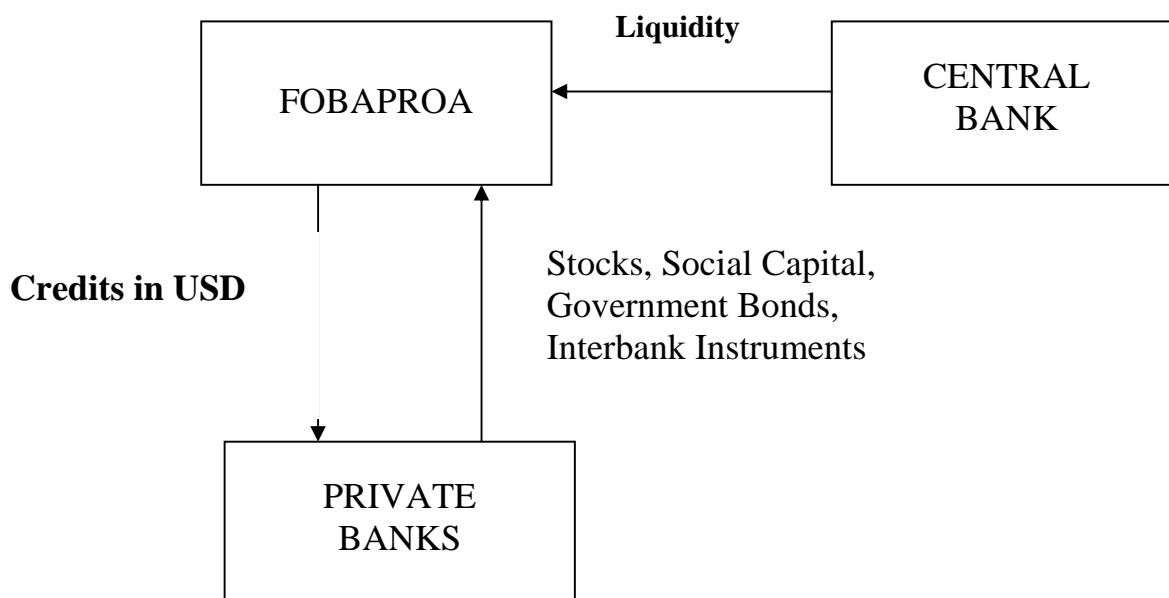 Liquidity
FOBAPROA
CENTRAL
BANK
Credits in USD
Stocks, Social Capital,
Government Bonds,
Interbank Instruments
PRIVATE
BANKS